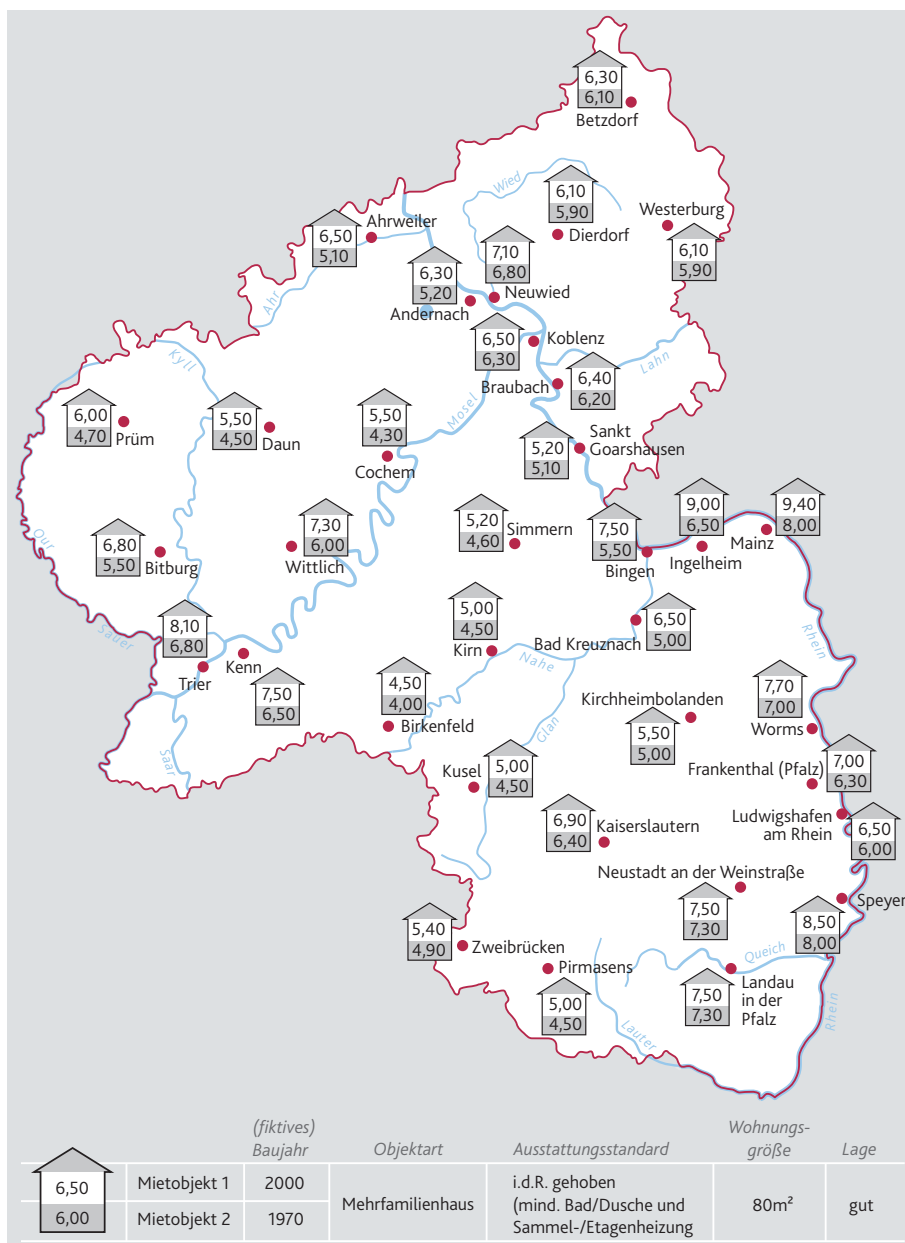 6,30
6,10
Betzdorf
Wied
6,10
5,90
Dierdorf
Westerburg
6,10
5,90
Ahrweiler
6,50
5,10
Ahr
7,10
6,80
Neuwied
6,30
5,20
Andernach
6,50
6,30
Koblenz
Lahn
Braubach
6,40
6,20
Kyll
Mosel
6,00
4,70
Prüm
5,50
4,50
Daun
5,50
4,30
Cochem
Sankt
Goarshausen
5,20
5,10
9,00
6,50
Ingelheim
9,40
8,00
Mainz
7,50
5,50
Bingen
5,20
4,60
Simmern
7,30
6,00
Wittlich
6,80
5,50
Bitburg
Our
Sauer
8,10
6,80
Trier
Kenn
7,50
6,50
Saar
5,00
4,50
Kirn
Nahe
Bad Kreuznach
6,50
5,00
Rhein
4,50
4,00
Birkenfeld
Glan
Kirchheimbolanden
5,50
5,00
7,70
7,00
Worms
Kusel
5,00
4,50
Frankenthal (Pfalz)
7,00
6,30
Ludwigshafen
am Rhein
6,50
6,00
6,90
6,40
Kaiserslautern
Neustadt an der Weinstraße
7,50
7,30
Speyer
8,50
8,00
5,40
4,90
Zweibrücken
Pirmasens
5,00
4,50
Queich
7,50
7,30
Landau
in der
Pfalz
Lauter
Rhein
(fiktives)
Baujahr
Objektart
Ausstattungsstandard
Wohnungs-
größe
Lage
6,50
6,00
Mietobjekt 1
2000
Mietobjekt 2
1970
Mehrfamilienhaus
i.d.R. gehoben
(mind. Bad/Dusche und
Sammel-/Etagenheizung
80m²
gut